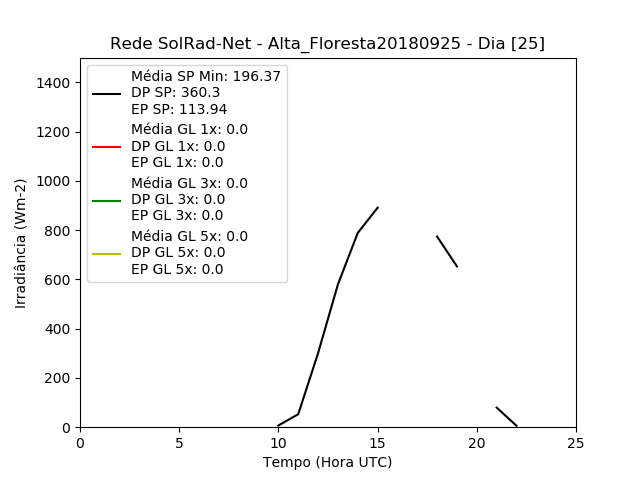 Rede SolRad-Net - Alta_Floresta20180925 - Dia [25]
Média SP Min: 196.37
DP SP: 360.3
EP SP: 113.94
Média GL 1x: 0.0
DP GL 1x: 0.0
EP GL 1x: 0.0
Média GL 3x: 0.0
DP GL 3x: 0.0
EP GL 3x: 0.0
Média GL 5x: 0.0
DP GL 5x: 0.0
EP GL 5x: 0.0
Irradiância (Wm-2)
1400
1200
1000
800
600
400
200
0
0 5 10 15 20 25
Tempo (Hora UTC)